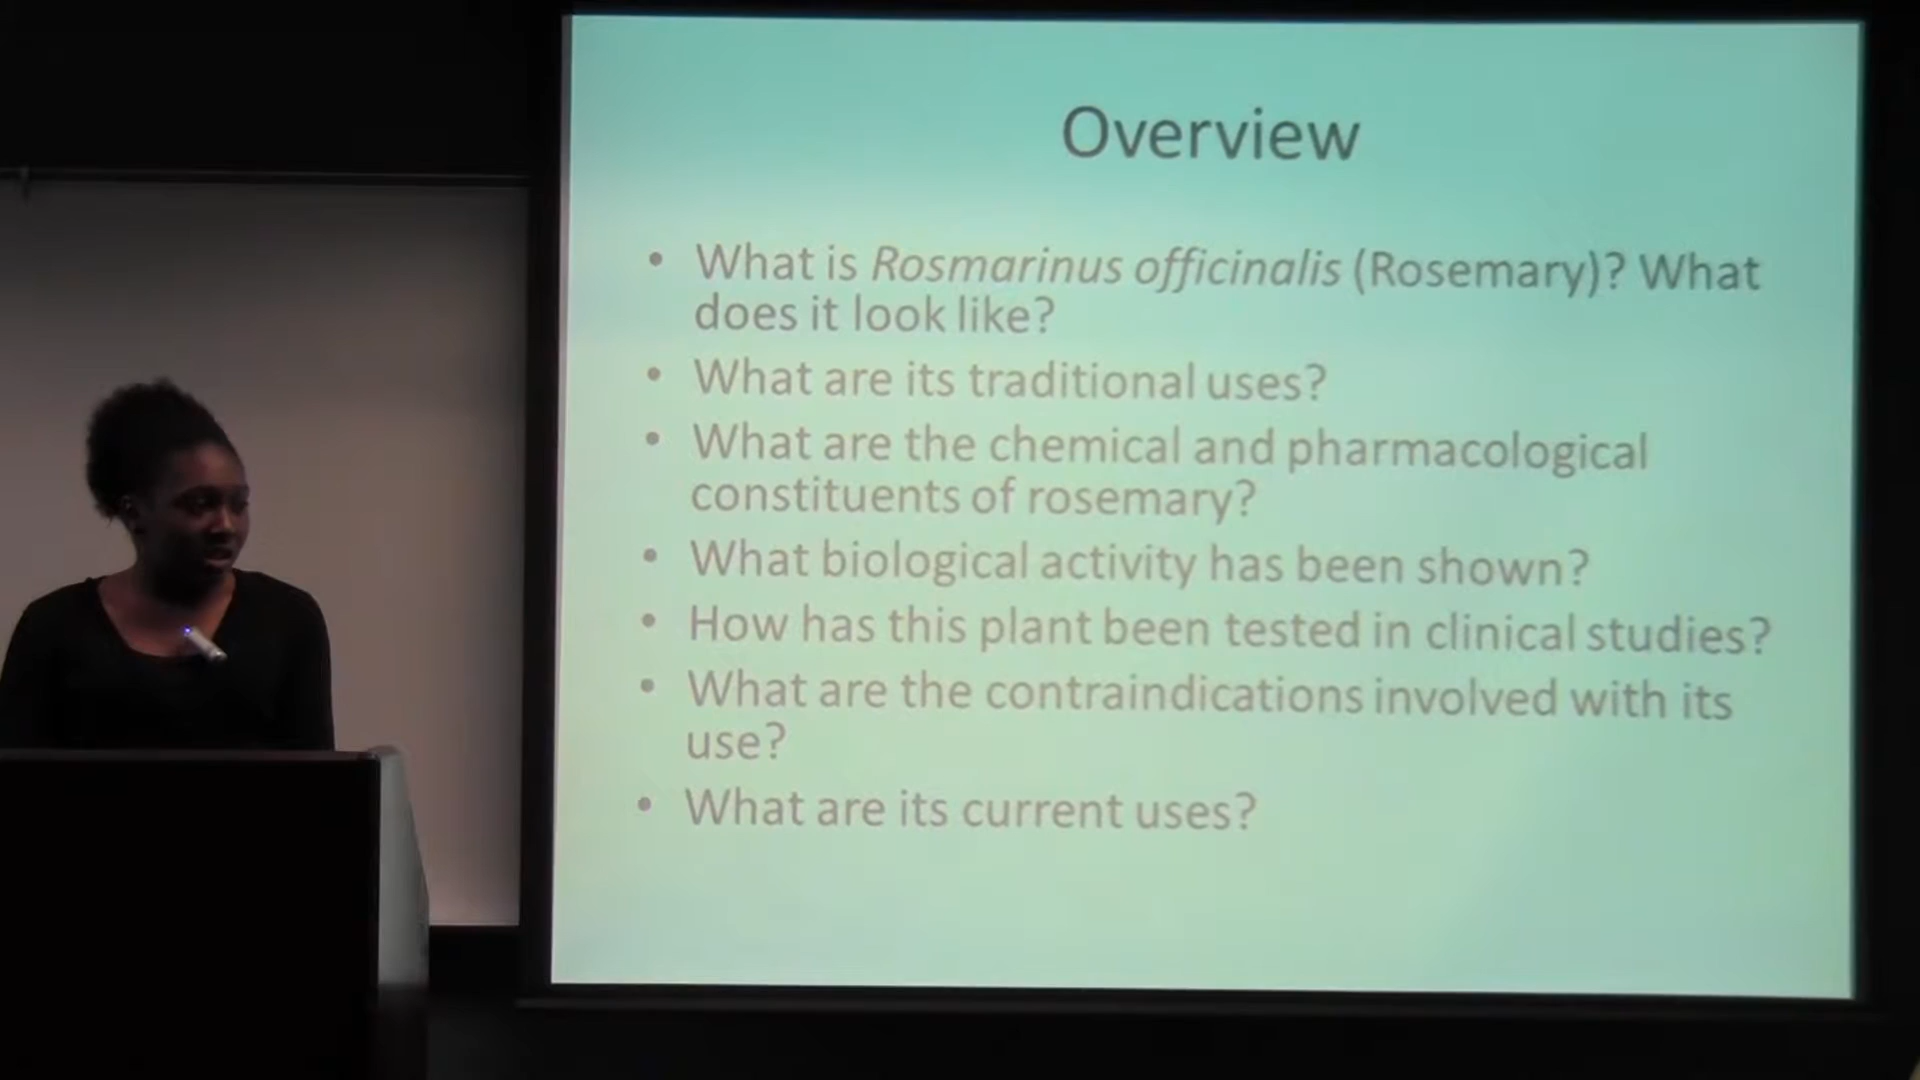 Overview
• What is Rosmarinus officinalis (Rosemary)? What
does it look like?
• What are its traditional uses?
• What are the chemical and pharmacological
constituents of rosemary?
• What biological activity has been shown?
• How has this plant been tested in clinical studies?
• What are the contraindications involved with its
use?
• What are its current uses?